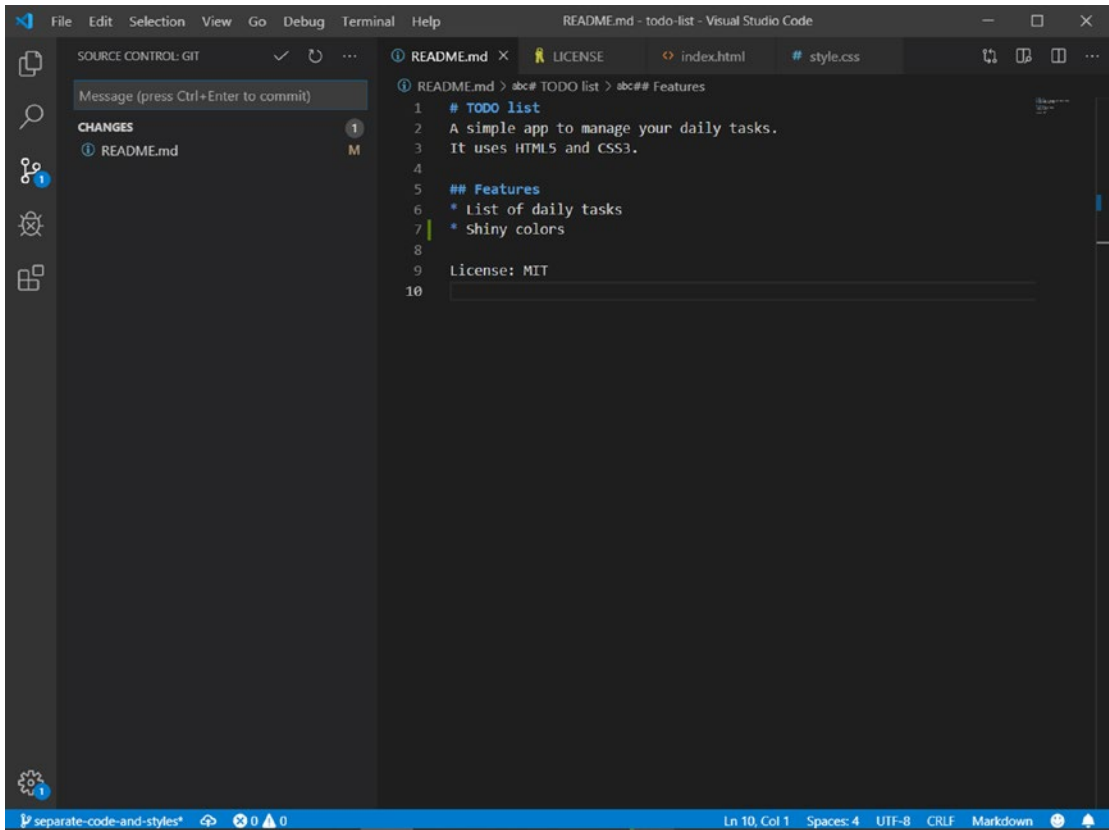 File Edit Selection View Go Debug Terminal Help README.md - todo-list - Visual Studio Code
SOURCE CONTROL: GIT
Message (press Ctrl+Enter to commit)
CHANGES 1
README.md M
1
1
README.md LICENSE index.html # style.css
README.md > abc# TODO list > abc## Features
1 # TODO list
2 A simple app to manage your daily tasks.
3 It uses HTML5 and CSS3.
4
5 ## Features
6 * List of daily tasks
7 * Shiny colors
8
9 License: MIT
10
separate-code-and-styles* 0 0 Ln 10, Col 1 Spaces: 4 UTF-8 CRLF Markdown